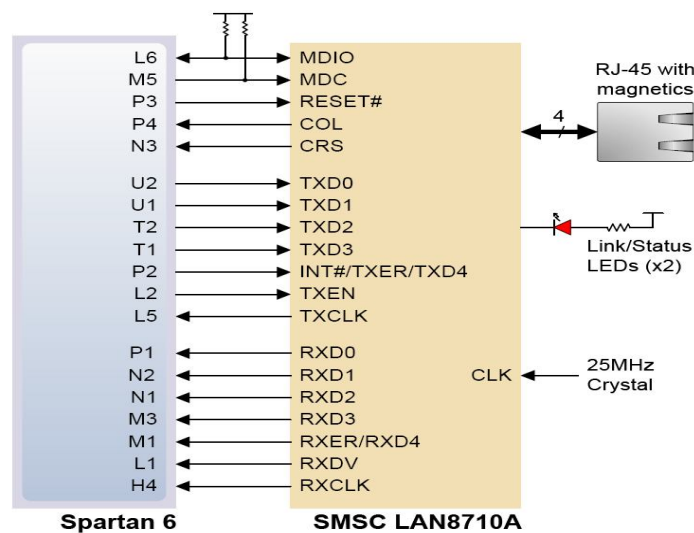 L6 MDIO
M5 MDC
P3 RESET#
P4 COL
N3 CRS
U2 TXD0
U1 TXD1
T2 TXD2
T1 TXD3
P2 INT#/TXER/TXD4
L2 TXEN
L5 TXCLK
P1 RXD0
N2 RXD1
N1 RXD2
M3 RXD3
M1 RXER/RXD4
L1 RXDV
H4 RXCLK
Spartan 6
SMSC LAN8710A
CLK
RJ-45 with
magnetics
4
Link/Status
LEDs (x2)
25MHz
Crystal